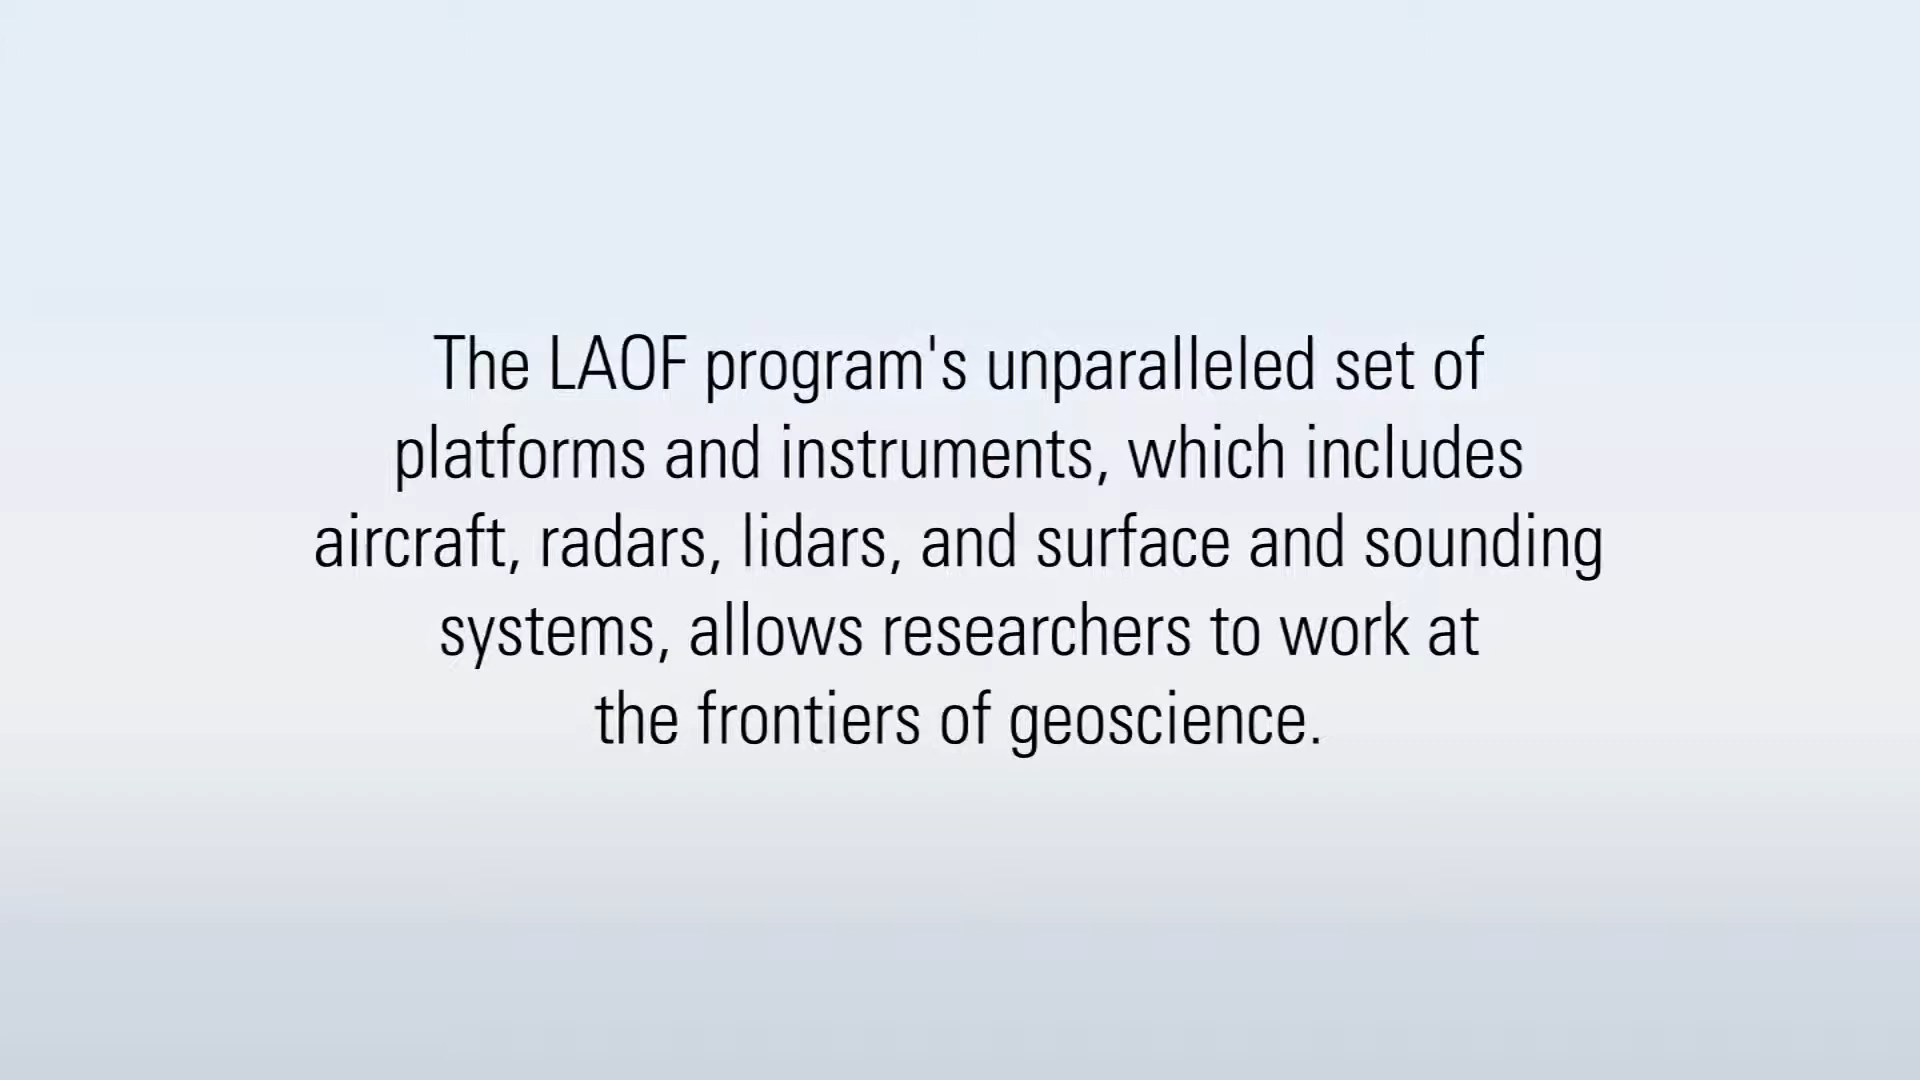 The LAOF program's unparalleled set of
platforms and instruments, which includes
aircraft, radars, lidars, and surface and sounding
systems, allows researchers to work at
the frontiers of geoscience.